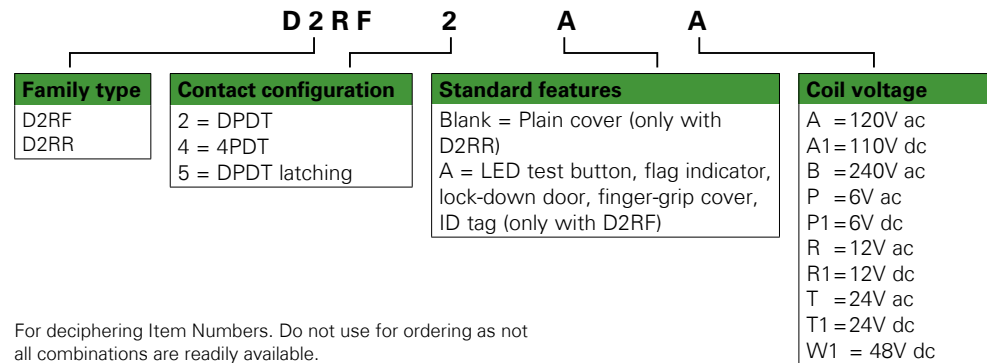 D2RF 2 A A
Family type
D2RF
D2RR
Contact configuration
2 = DPDT
4 = 4PDT
5 = DPDT latching
Standard features
Blank = Plain cover (only with
D2RR)
A = LED test button, flag indicator,
lock-down door, finger-grip cover,
ID tag (only with D2RF)
Coil voltage
A =120V ac
A1=110V dc
B =240V ac
P =6V ac
P1=6V dc
R =12V ac
R1=12V dc
T =24V ac
T1=24V dc
W1 = 48V dc
For deciphering Item Numbers. Do not use for ordering as not
all combinations are readily available.